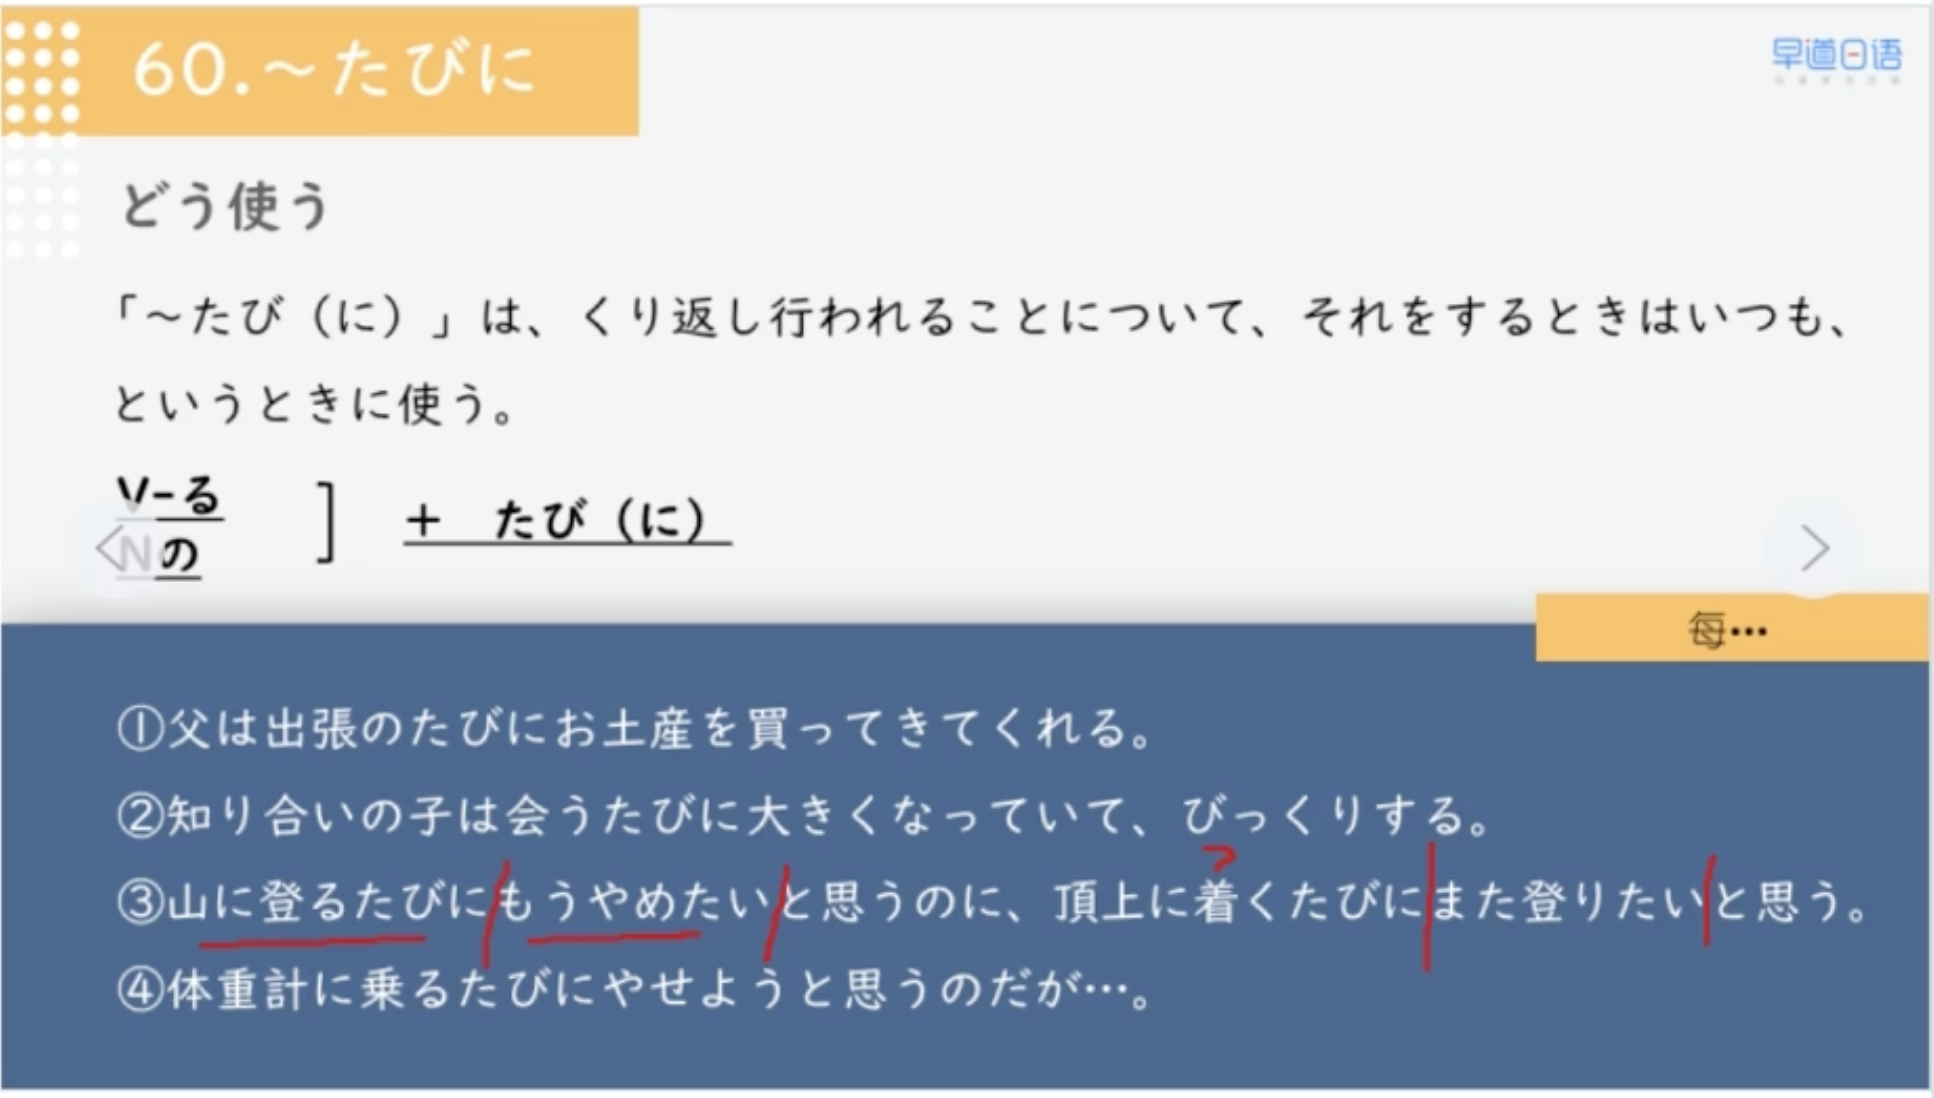 60.～たびに
早道日语
どう使う
「～たび（に）」は、くり返し行われることについて、それをするときはいつも、
というときに使う。
V-る
Nの
] + たび（に）
每…
①父は出張のたびにお土産を買ってきてくれる。
②知り合いの子は会うたびに大きくなっていて、びっくりする。
つ
③山に登るたびにもうやめたいと思うのに、頂上に着くたびにまた登りたいと思う。
④体重計に乗るたびにやせようと思うのだが…。